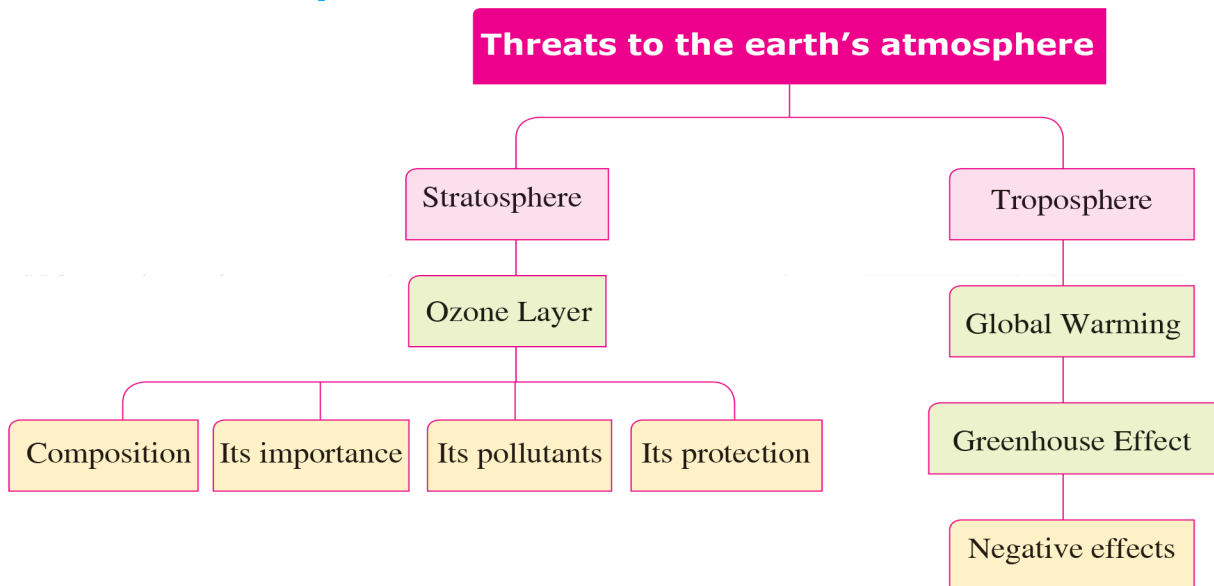 Threats to the earth's atmosphere
Stratosphere
Troposphere
Ozone Layer
Global Warming
Composition
Its importance
Its pollutants
Its protection
Greenhouse Effect
Negative effects